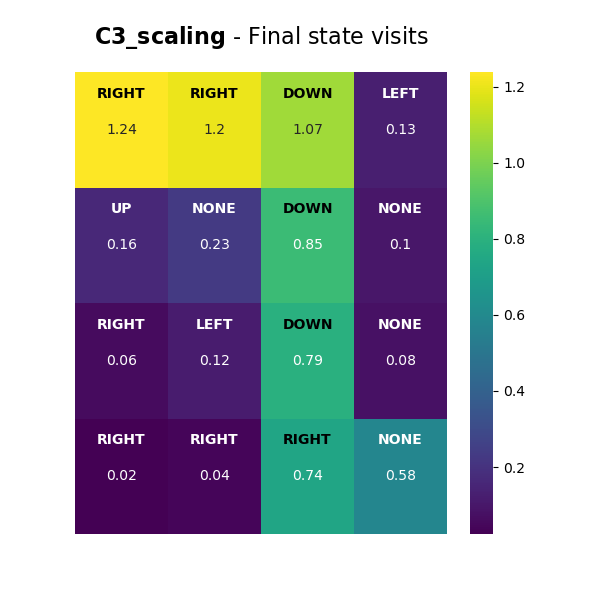 C3_scaling - Final state visits
RIGHT RIGHT DOWN LEFT
1.24 1.2 1.07 0.13
UP NONE DOWN NONE
0.16 0.23 0.85 0.1
RIGHT LEFT DOWN NONE
0.06 0.12 0.79 0.08
RIGHT RIGHT RIGHT NONE
0.02 0.04 0.74 0.58
1.2
1.0
0.8
0.6
0.4
0.2